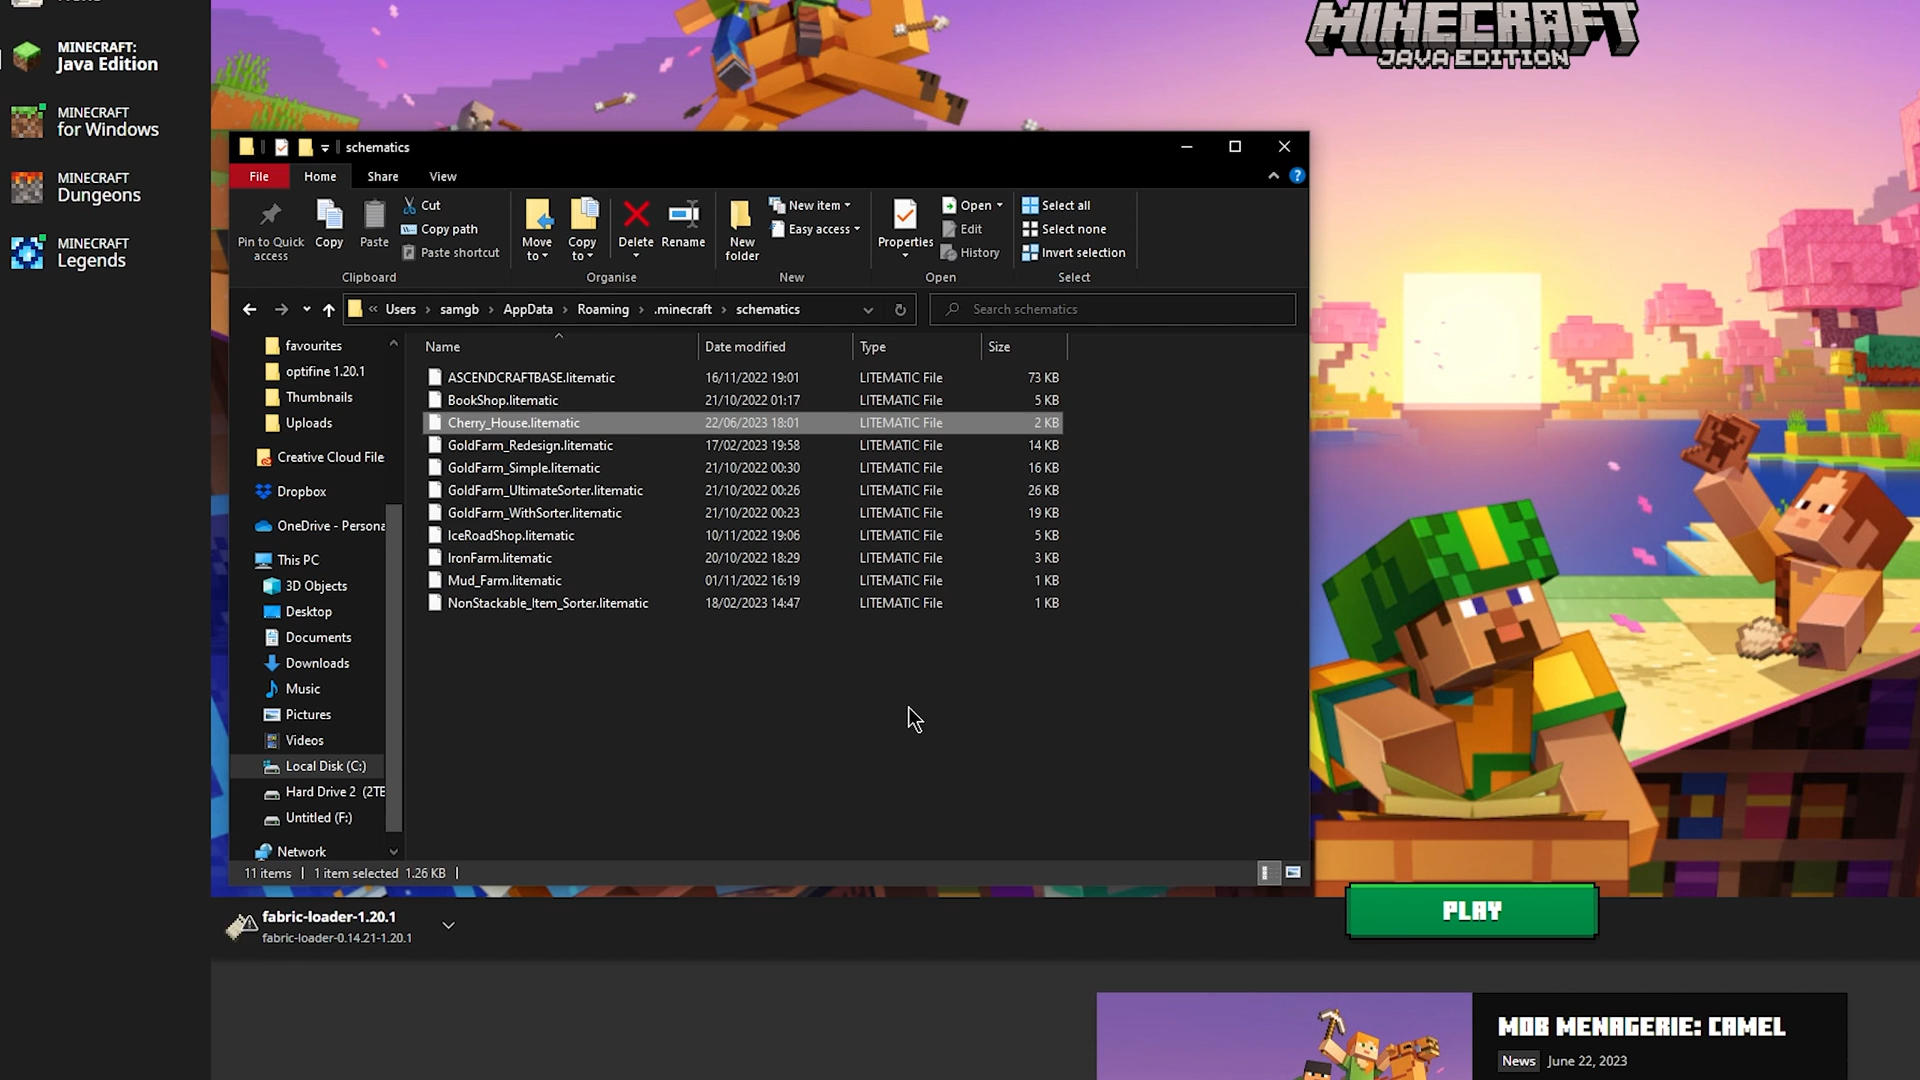 MINECRAFT:
Java Edition
MINECRAFT
for Windows
MINECRAFT
Dungeons
MINECRAFT
Legends
MINECRAFT
JAVA EDITION
schematics
File
Home
Share
View
Pin to Quick access
Copy
Paste
Cut
Copy path
Paste shortcut
Clipboard
Move to
Copy to
Delete
Rename
Organise
New folder
New item
Easy access
New
Properties
Open
Edit
History
Open
Select all
Select none
Invert selection
Select
« Users › samgb › AppData › Roaming › .minecraft › schematics
Search schematics
favourites
optifine 1.20.1
Thumbnails
Uploads
Creative Cloud File
Dropbox
OneDrive - Persona
This PC
3D Objects
Desktop
Documents
Downloads
Music
Pictures
Videos
Local Disk (C:)
Hard Drive 2 (2TE
Untitled (F:)
Network
Name Date modified Type Size
ASCENDCRAFTBASE.litematic 16/11/2022 19:01 LITEMATIC File 73 KB
BookShop.litematic 21/10/2022 01:17 LITEMATIC File 5 KB
Cherry_House.litematic 22/06/2023 18:01 LITEMATIC File 2 KB
GoldFarm_Redesign.litematic 17/02/2023 19:58 LITEMATIC File 14 KB
GoldFarm_Simple.litematic 21/10/2022 00:30 LITEMATIC File 16 KB
GoldFarm_UltimateSorter.litematic 21/10/2022 00:26 LITEMATIC File 26 KB
GoldFarm_WithSorter.litematic 21/10/2022 00:23 LITEMATIC File 19 KB
IceRoadShop.litematic 10/11/2022 19:06 LITEMATIC File 5 KB
IronFarm.litematic 20/10/2022 18:29 LITEMATIC File 3 KB
Mud_Farm.litematic 01/11/2022 16:19 LITEMATIC File 1 KB
NonStackable_Item_Sorter.litematic 18/02/2023 14:47 LITEMATIC File 1 KB
11 items | 1 item selected 1.26 KB |
fabric-loader-1.20.1
fabric-loader-0.14.21-1.20.1
PLAY
MOB MENAGERIE: CAMEL
News June 22, 2023